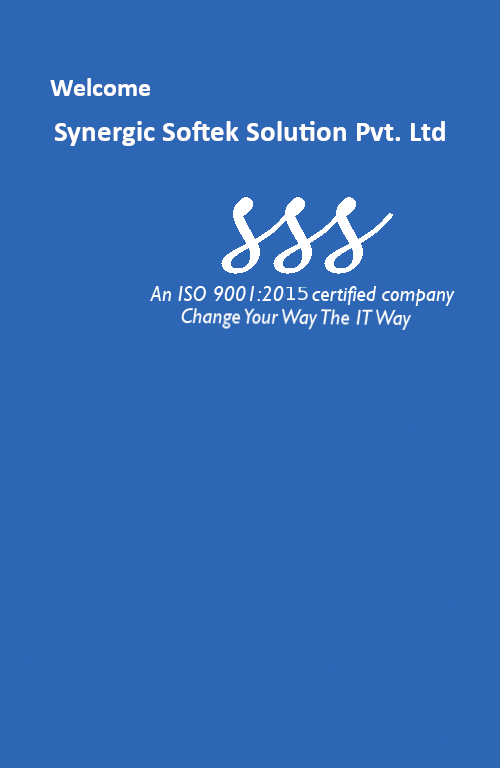 Welcome
Synergic Softek Solution Pvt. Ltd
sss
An ISO 9001:2015 certified company
Change Your Way The IT Way